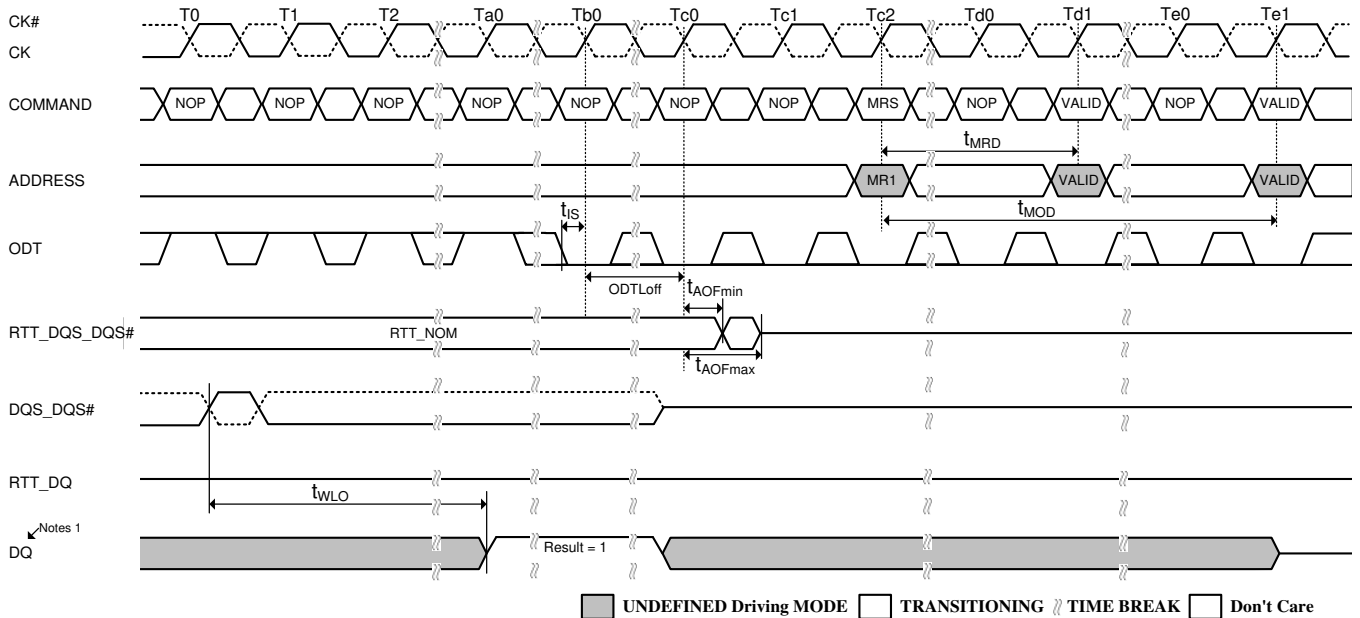 T0 T1 T2 Ta0 Tb0 Tc0 Tc1 Tc2 Td0 Td1 Te0 Te1
CK#
CK
COMMAND NOP NOP NOP NOP NOP NOP NOP MRS NOP VALID NOP VALID
tMRD
ADDRESS MR1 VALID VALID
tIS tMOD
ODT
ODTLoff tAOFmin
RTT_DQS_DQS# RTT_NOM
tAOFmax
DQS_DQS#
RTT_DQ
tWLO
Notes 1
DQ Result = 1
UNDEFINED Driving MODE TRANSITIONING TIME BREAK Don't Care